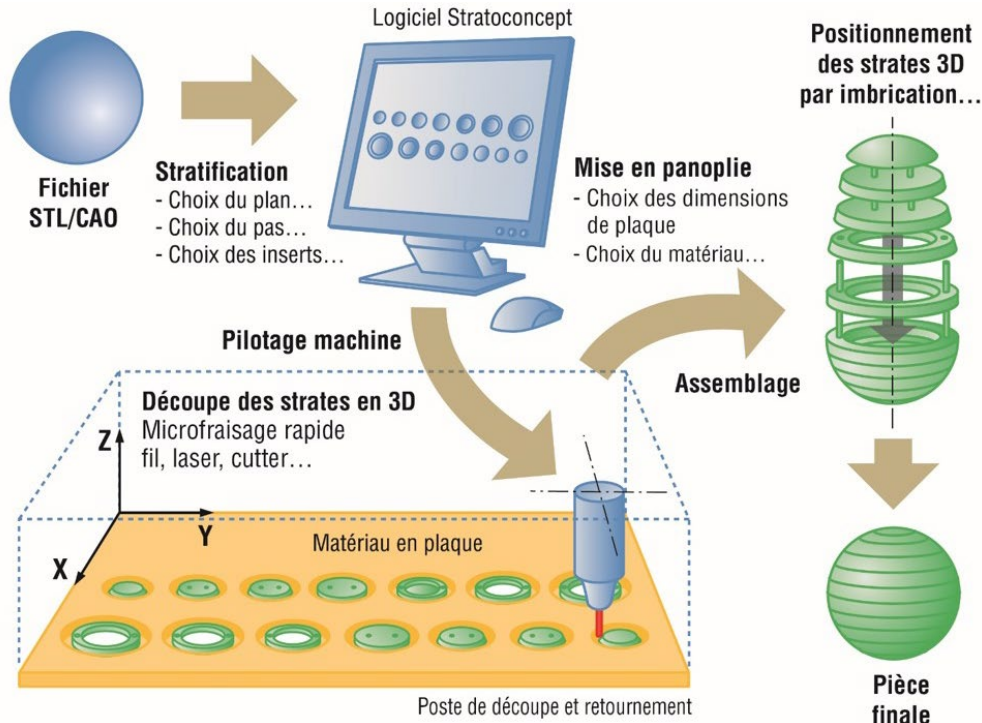 Logiciel Stratoconcept
Fichier
STL/CAO
Stratification
- Choix du plan…
- Choix du pas…
- Choix des inserts…
Mise en panoplie
- Choix des dimensions
de plaque
- Choix du matériau…
Positionnement
des strates 3D
par imbrication…
Pilotage machine
Assemblage
Découpe des strates en 3D
Microfraisage rapide
fil, laser, cutter…
Z
Y
X
Matériau en plaque
Poste de découpe et retournement
Pièce
finale